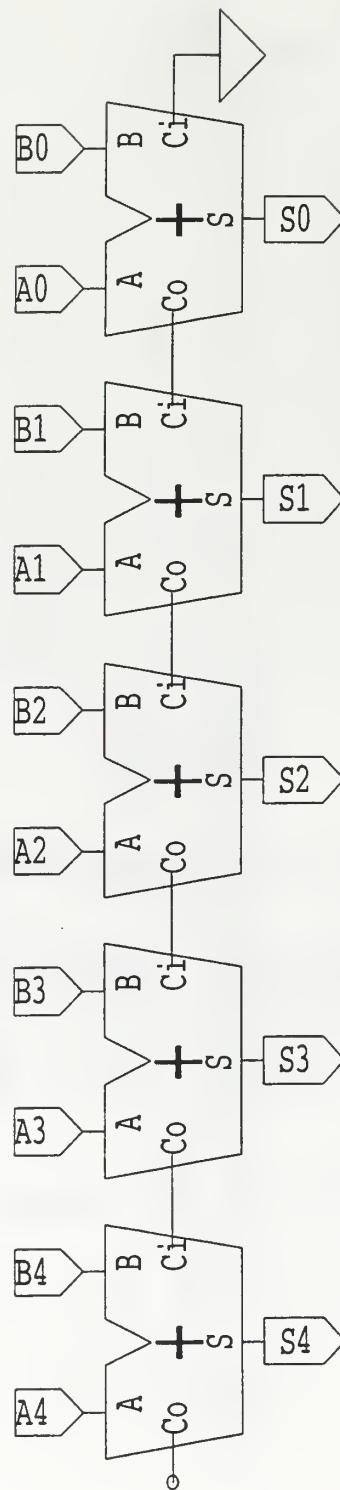 B0
A0
B
Ci
+
A
S
Co
S0
B1
A1
B
Ci
+
A
S
Co
S1
B2
A2
B
Ci
+
A
S
Co
S2
B3
A3
B
Ci
+
A
S
Co
S3
B4
A4
B
Ci
+
A
S
Co
S4